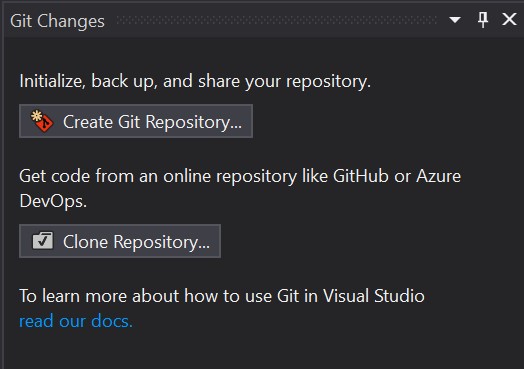 Git Changes
Initialize, back up, and share your repository.
Create Git Repository...
Get code from an online repository like GitHub or Azure
DevOps.
Clone Repository...
To learn more about how to use Git in Visual Studio
read our docs.